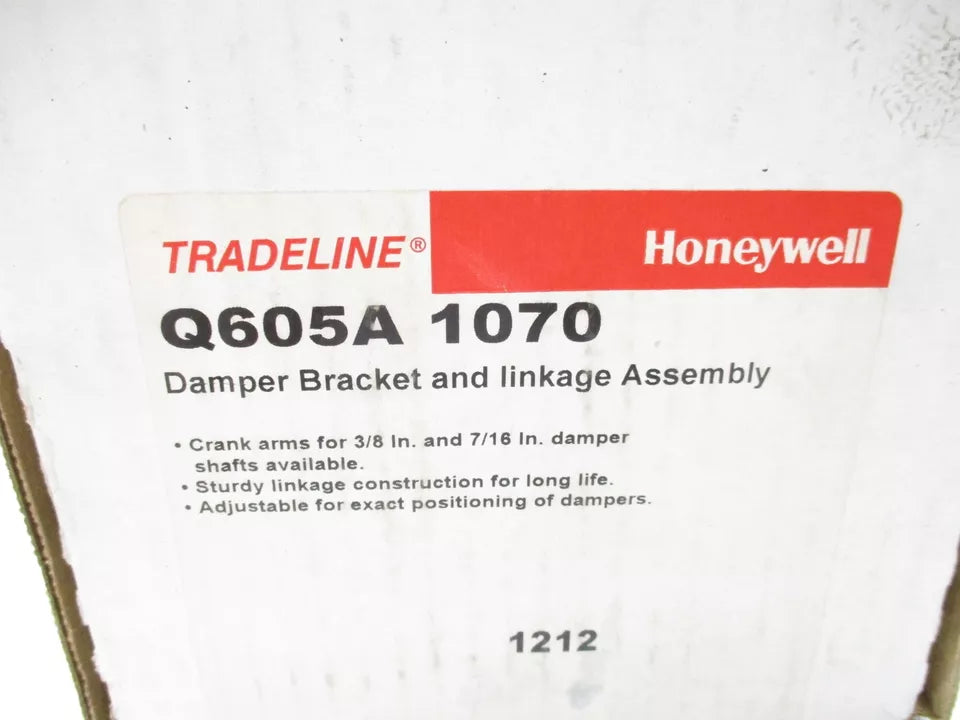 TRADELINE® Honeywell
Q605A 1070
Damper Bracket and linkage Assembly
• Crank arms for 3/8 In. and 7/16 In. damper
shafts available.
• Sturdy linkage construction for long life.
• Adjustable for exact positioning of dampers.
1212